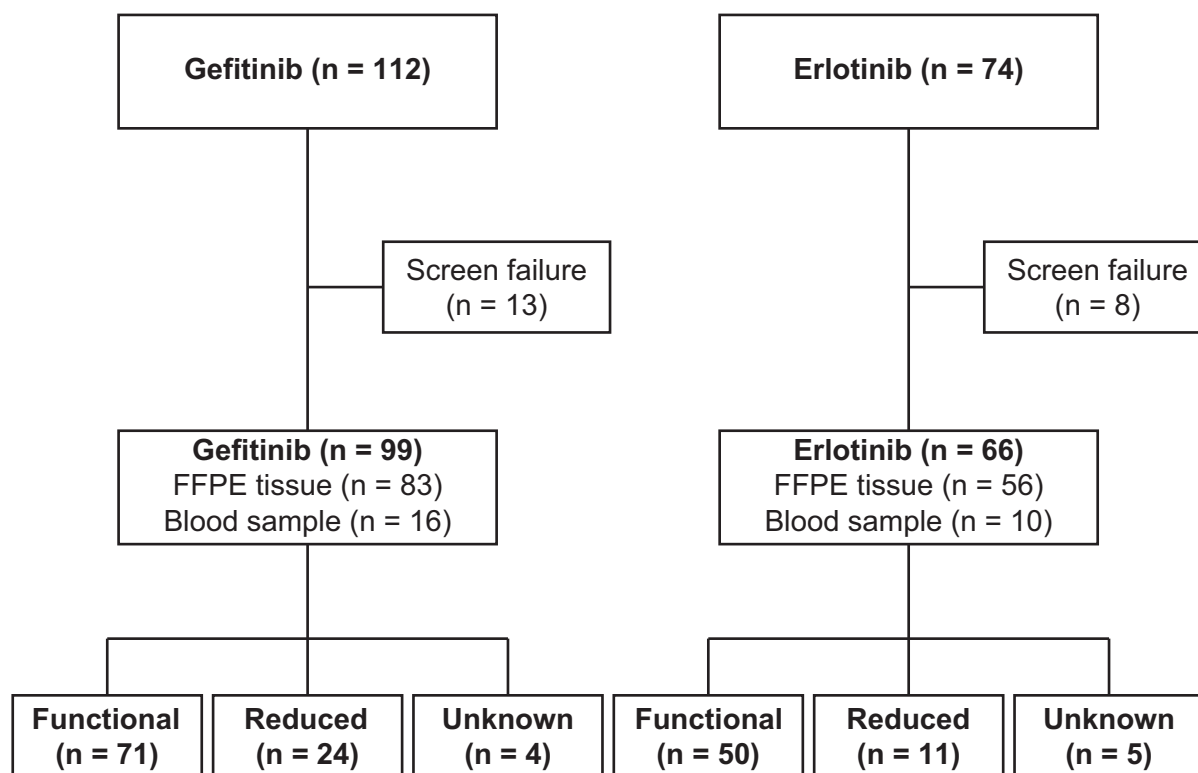 Gefitinib (n = 112)
Erlotinib (n = 74)
Screen failure
(n = 13)
Screen failure
(n = 8)
Gefitinib (n = 99)
FFPE tissue (n = 83)
Blood sample (n = 16)
Erlotinib (n = 66)
FFPE tissue (n = 56)
Blood sample (n = 10)
Functional
(n = 71)
Reduced
(n = 24)
Unknown
(n = 4)
Functional
(n = 50)
Reduced
(n = 11)
Unknown
(n = 5)